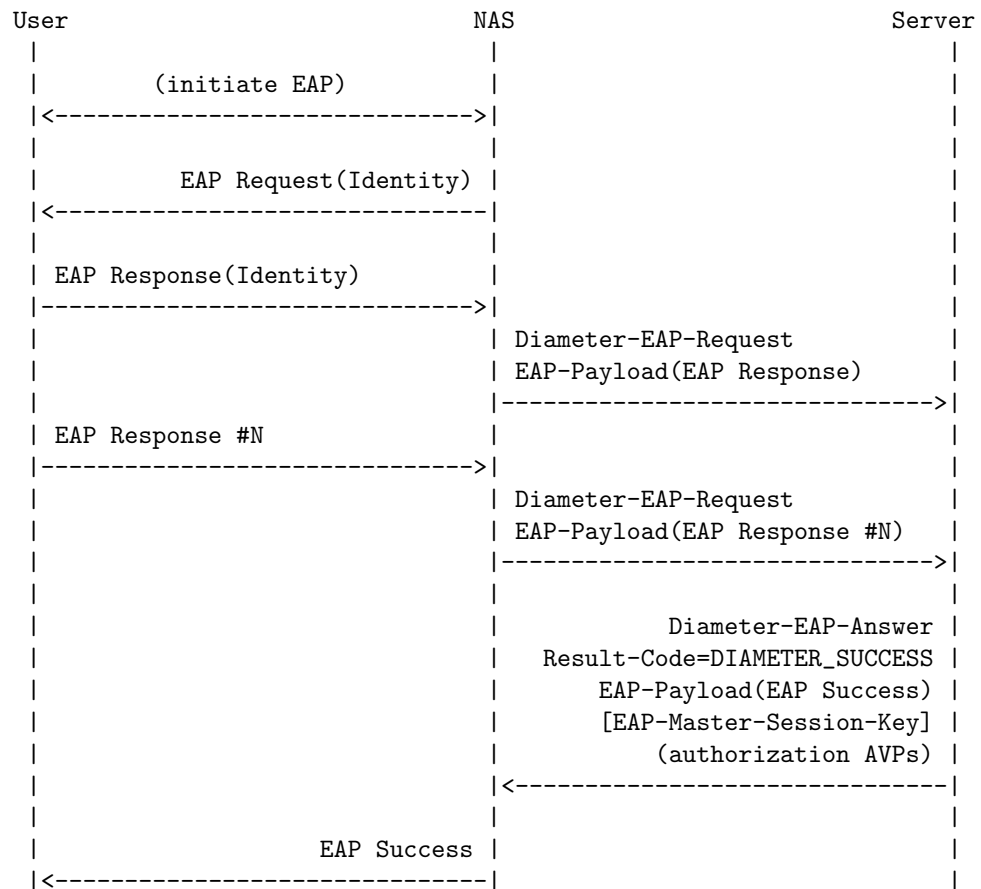 User NAS Server
(initiate EAP)
EAP Request(Identity)
EAP Response(Identity)
Diameter-EAP-Request
EAP-Payload(EAP Response)
EAP Response #N
Diameter-EAP-Request
EAP-Payload(EAP Response #N)
Diameter-EAP-Answer
Result-Code=DIAMETER_SUCCESS
EAP-Payload(EAP Success)
[EAP-Master-Session-Key]
(authorization AVPs)
EAP Success